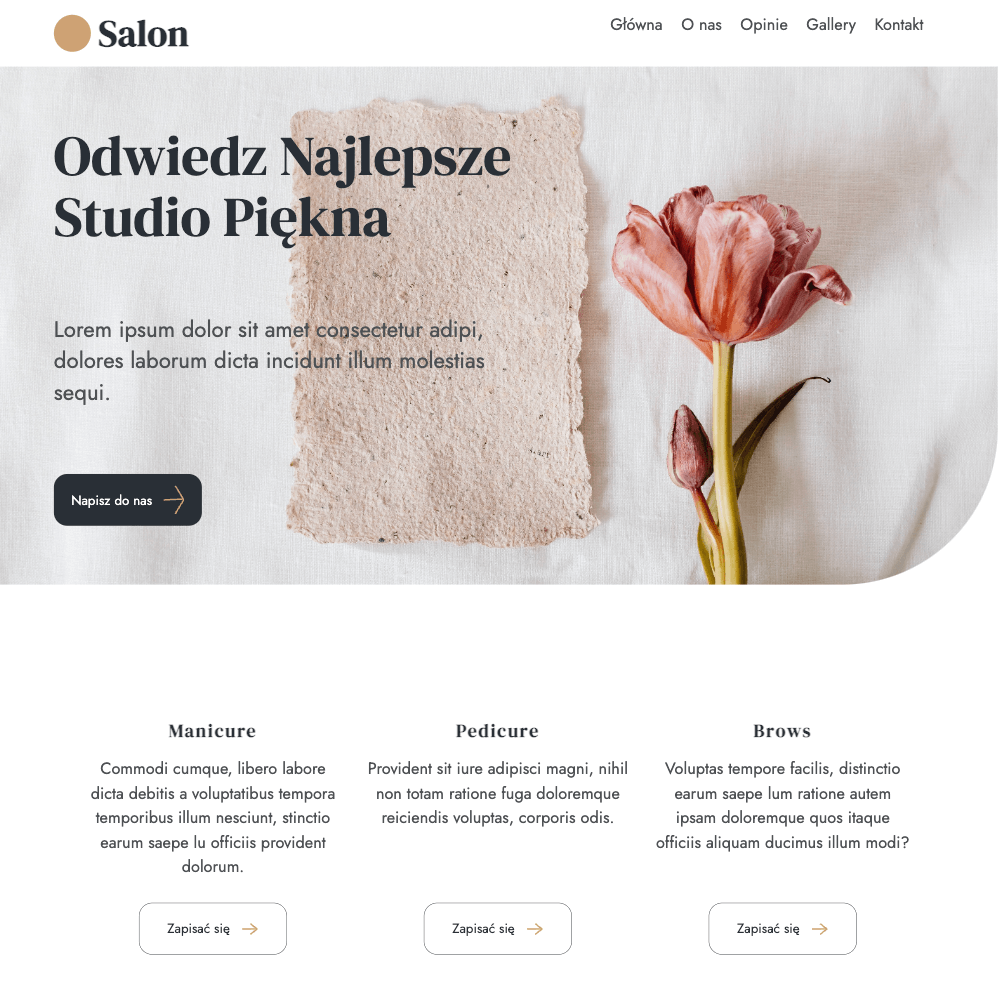 Salon
Główna O nas Opinie Gallery Kontakt
Odwiedz Najlepsze
Studio Piękna
Lorem ipsum dolor sit amet consectetur adipi,
dolores laborum dicta incidunt illum molestias
sequi.
Napisz do nas
Manicure
Commodi cumque, libero labore
dicta debitis a voluptatibus tempora
temporibus illum nesciunt, stinctio
earum saepe lu officiis provident
dolorum.
Zapisać się
Pedicure
Provident sit iure adipisci magni, nihil
non totam ratione fuga doloremque
reiciendis voluptas, corporis odis.
Zapisać się
Brows
Voluptas tempore facilis, distinctio
earum saepe lum ratione autem
ipsam doloremque quos itaque
officiis aliquam ducimus illum modi?
Zapisać się